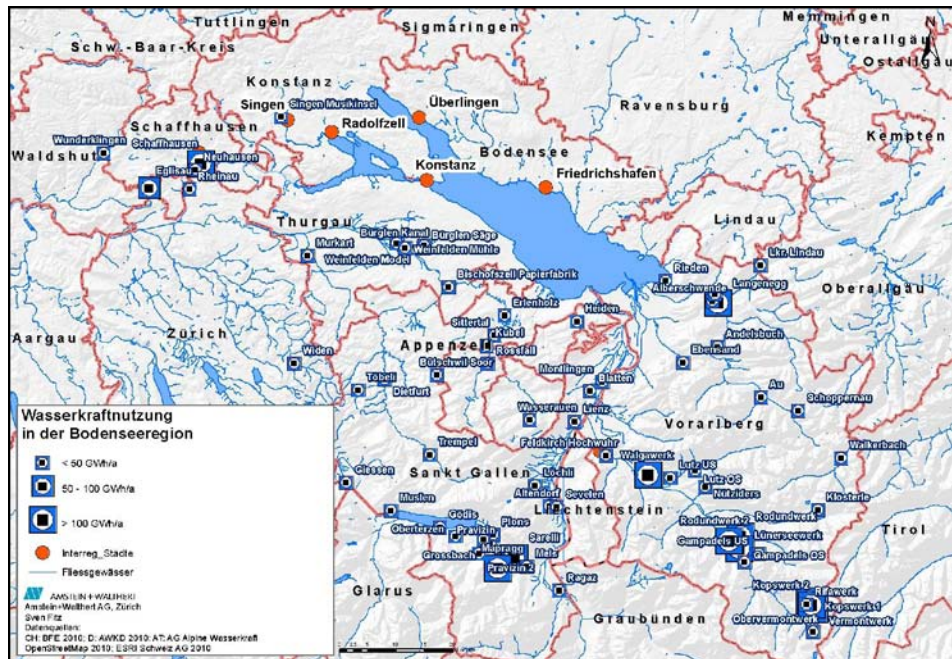 Tuttlingen
Sigmaringen
Memmingen
Unterallgäu
Ostallgäu
N
Schw.-Baar-Kreis
Konstanz
Singen
Singen Musikinsel
Überlingen
Ravensburg
Radolfzell
Schaffhausen
Wunderklingen
Schaffhausen
Waldshut
Neuhausen
Eglisau
Rheinau
Bodensee
Kempten
Konstanz
Friedrichshafen
Thurgau
Lindau
Bürglen Kanal
Bürglen Säge
Murkart
Weinfelden Mühle
Weinfelden Model
Lkr. Lindau
Rieden
Bischofszell Papierfabrik
Alberschwende
Langenegg
Oberallgäu
Erlenholz
Heiden
Sittertal
Kubel
Andelsbuch
Zürich
Aargau
Appenzell
Rossfall
Ebensand
Widen
Bütschwil Soor
Montlingen
Töbeli
Dietfurt
Blatten
Au
Schoppernau
Wasserauen
Lienz
Vorarlberg
Wasserkraftnutzung
in der Bodenseeregion
Trempel
Feldkirch Hochwuhr
Walkerbach
Walgawerk
< 50 GWh/a
Sankt Gallen
Giessen
Lochli
Lutz US
Lutz OS
Nüziders
50 - 100 GWh/a
Altendorf
Sevelen
Muslen
Liechtenstein
Klosterle
> 100 GWh/a
Gödis
Plons
Rodundwerk 2
Rodundwerk
Tirol
Oberterzen
Pravizin
Sarelli
Gampadels US
Lünerseewerk
Interreg_Städte
Grossbach
Mapragg
Mels
Gampadels OS
Fliessgewässer
Pravizin 2
Ragaz
Kopswerk 2
Rifawerk
Glarus
Kopswerk 1
Graubünden
Obervermontwerk
Vermontwerk
AMSTEIN+WALTHERT
Amstein+Walthert AG, Zürich
Sven Fitz
Datenquellen:
CH: BFE 2010; D: AWKD 2010; AT: AG Alpine Wasserkraft
OpenStreetMap 2010; ESRI Schweiz AG 2010